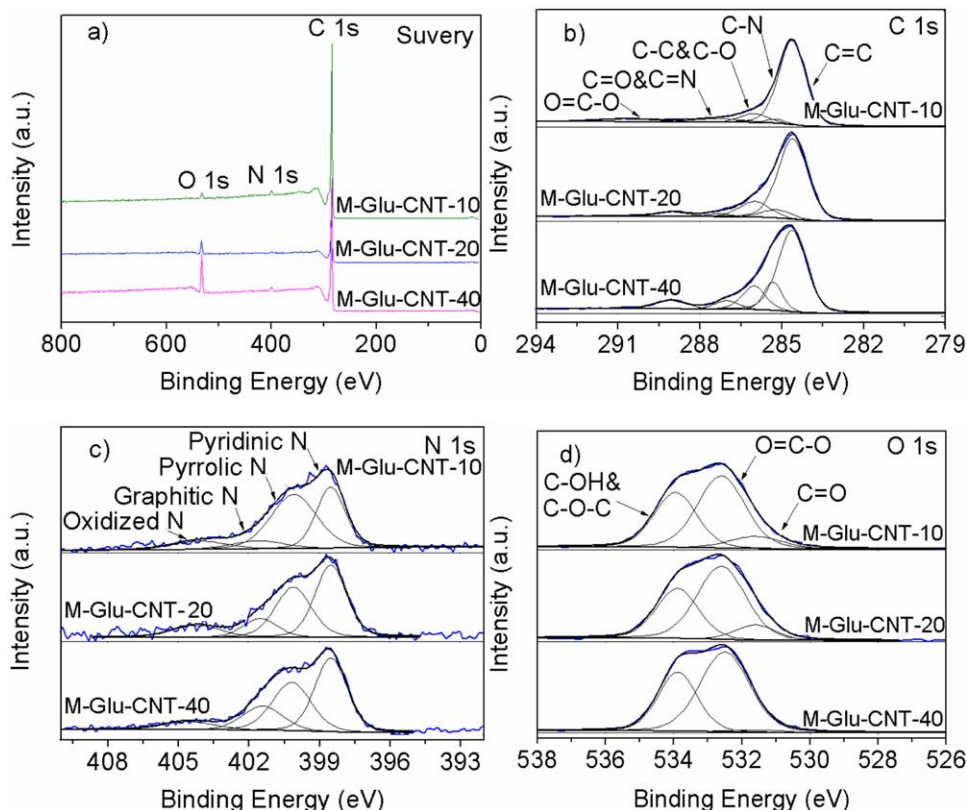 a)
C 1s
Suvery
O 1s
N 1s
M-Glu-CNT-10
M-Glu-CNT-20
M-Glu-CNT-40
Intensity (a.u.)
800 600 400 200 0
Binding Energy (eV)
b)
C 1s
C-N
C-C&C-O
C=C
C=O&C=N
O=C-O
M-Glu-CNT-10
M-Glu-CNT-20
M-Glu-CNT-40
Intensity (a.u.)
294 291 288 285 282 279
Binding Energy (eV)
c)
N 1s
Pyridinic N
M-Glu-CNT-10
Pyrrolic N
Graphitic N
Oxidized N
M-Glu-CNT-20
M-Glu-CNT-40
Intensity (a.u.)
408 405 402 399 396 393
Binding Energy (eV)
d)
O=C-O
O 1s
C-OH&
C-O-C
C=O
M-Glu-CNT-10
M-Glu-CNT-20
M-Glu-CNT-40
Intensity (a.u.)
538 536 534 532 530 528 526
Binding Energy (eV)